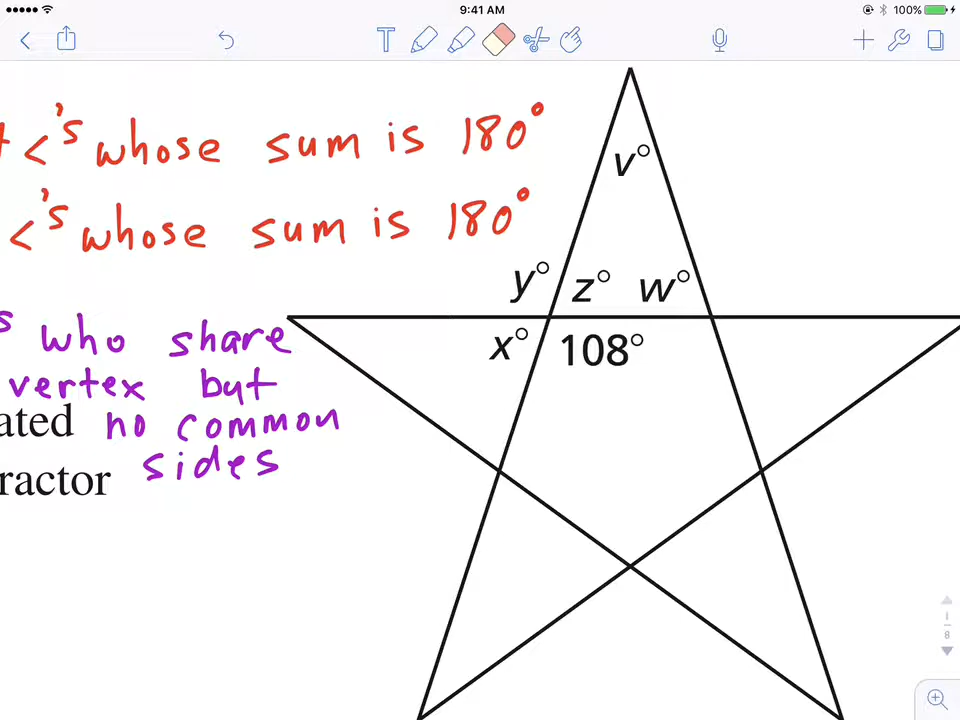 9:41 AM
100%
T
<'s whose sum is 180°
<'s whose sum is 180°
v°
y° z° w°
x° 108°
who share
vertex but
ated no common
ractor sides
1
8